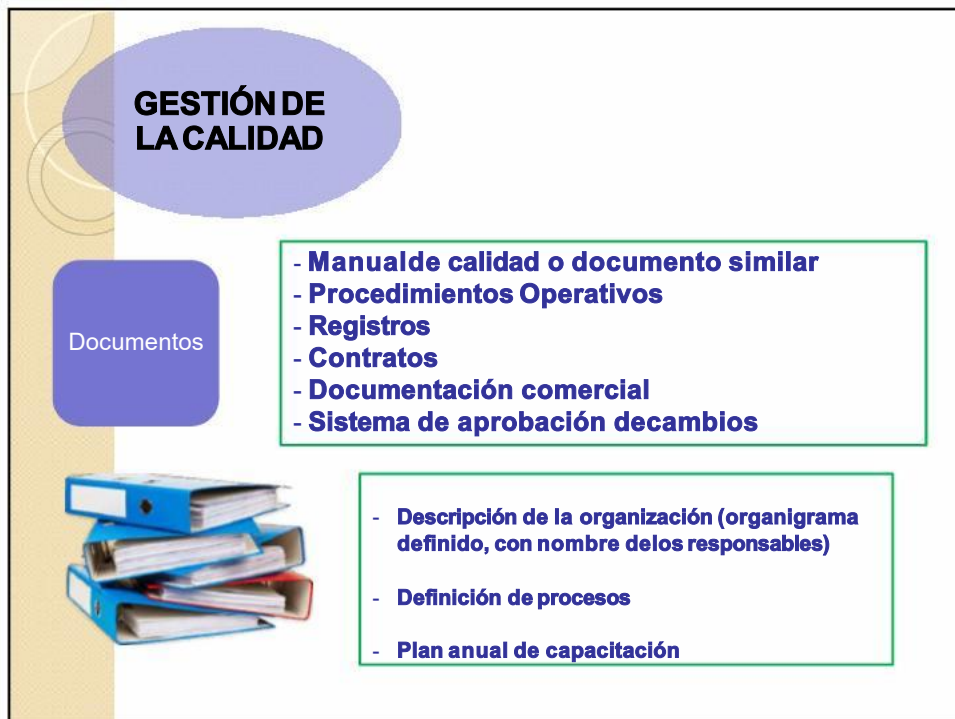 GESTIÓN DE
LA CALIDAD
Documentos
- Manualde calidad o documento similar
- Procedimientos Operativos
- Registros
- Contratos
- Documentación comercial
- Sistema de aprobación decambios
- Descripción de la organización (organigrama
definido, con nombre delos responsables)
- Definición de procesos
- Plan anual de capacitación